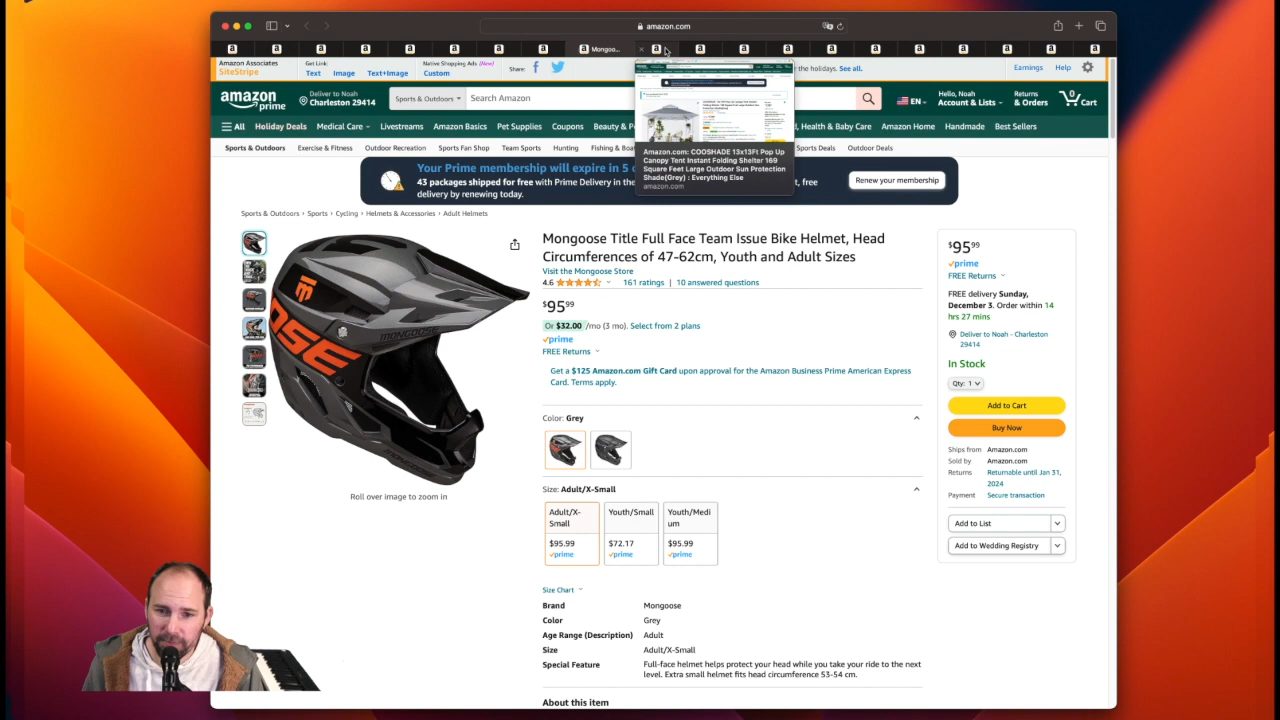 amazon.com
Mongoo...
Amazon Associates
SiteStripe
Get Link:
Text Image Text+Image
Native Shopping Ads (New)
Custom
Share:
the holidays. See all.
Earnings Help
amazon
prime
Deliver to Noah
Charleston 29414
Sports & Outdoors
Search Amazon
EN
Hello, Noah
Account & Lists
Returns
& Orders
0
Cart
All Holiday Deals Medical Care Livestreams Amazon Basics Pet Supplies Coupons Beauty & P
, Health & Baby Care Amazon Home Handmade Best Sellers
Sports & Outdoors Exercise & Fitness Outdoor Recreation Sports Fan Shop Team Sports Hunting Fishing & Boa
Sports Deals Outdoor Deals
Amazon.com: COOSHADE 13x13Ft Pop Up
Canopy Tent Instant Folding Shelter 169
Square Feet Large Outdoor Sun Protection
Shade(Grey) : Everything Else
amazon.com
Your Prime membership will expire in 5 d
43 packages shipped for free with Prime Delivery in the
t, free
delivery by renewing today.
Renew your membership
Sports & Outdoors › Sports › Cycling › Helmets & Accessories › Adult Helmets
OSE
MONGOOSE
MONGOOSE
Roll over image to zoom in
Mongoose Title Full Face Team Issue Bike Helmet, Head
Circumferences of 47-62cm, Youth and Adult Sizes
Visit the Mongoose Store
4.6 161 ratings | 10 answered questions
$95 99
Or $32.00 /mo (3 mo). Select from 2 plans
prime
FREE Returns
Get a $125 Amazon.com Gift Card upon approval for the Amazon Business Prime American Express
Card. Terms apply.
Color: Grey
Size: Adult/X-Small
Adult/X-
Small
$95.99
prime
Youth/Small
$72.17
prime
Youth/Medi
um
$95.99
prime
Size Chart
Brand Mongoose
Color Grey
Age Range (Description) Adult
Size Adult/X-Small
Special Feature Full-face helmet helps protect your head while you take your ride to the next
level. Extra small helmet fits head circumference 53-54 cm.
About this item
$95 99
prime
FREE Returns
FREE delivery Sunday,
December 3. Order within 14
hrs 27 mins
Deliver to Noah - Charleston
29414
In Stock
Qty: 1
Add to Cart
Buy Now
Ships from Amazon.com
Sold by Amazon.com
Returns Returnable until Jan 31,
2024
Payment Secure transaction
Add to List
Add to Wedding Registry